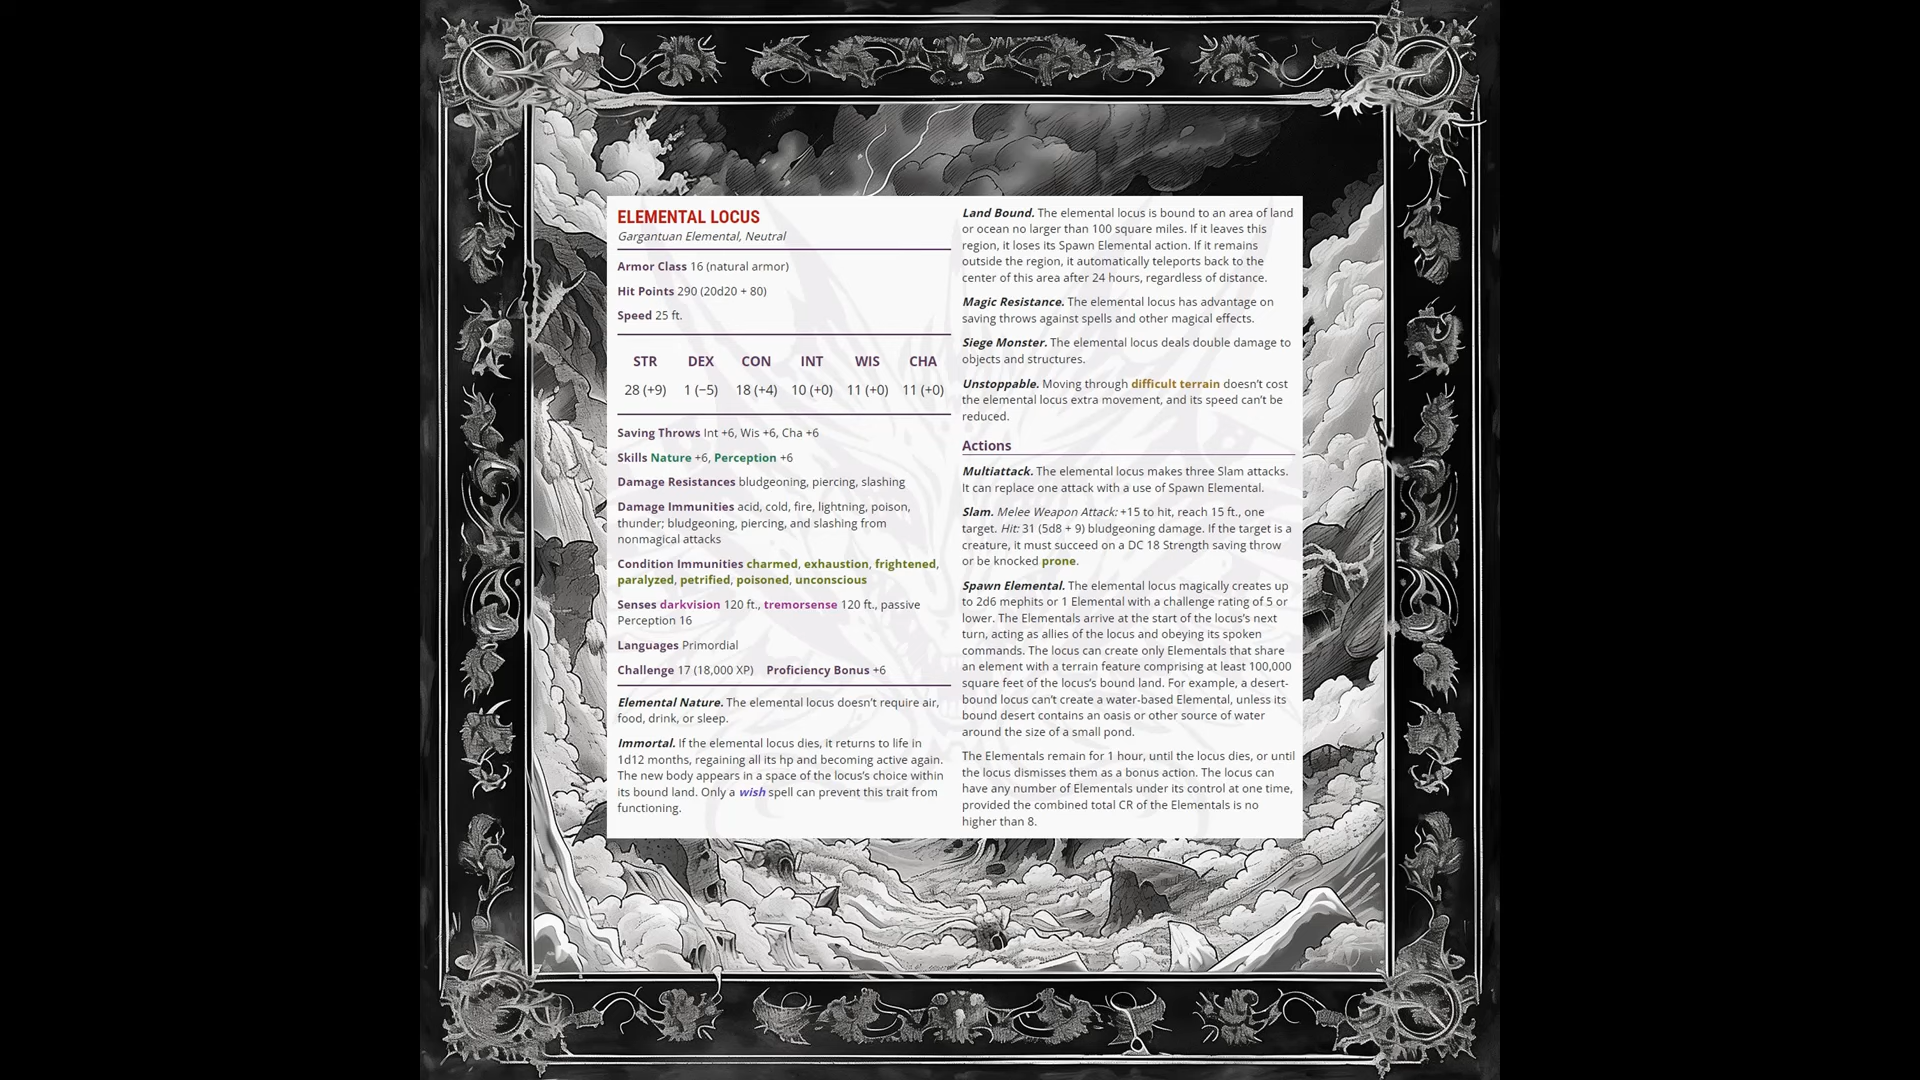 ELEMENTAL LOCUS
Gargantuan Elemental, Neutral
Armor Class 16 (natural armor)
Hit Points 290 (20d20 + 80)
Speed 25 ft.
STR DEX CON INT WIS CHA
28 (+9) 1 (−5) 18 (+4) 10 (+0) 11 (+0) 11 (+0)
Saving Throws Int +6, Wis +6, Cha +6
Skills Nature +6, Perception +6
Damage Resistances bludgeoning, piercing, slashing
Damage Immunities acid, cold, fire, lightning, poison,
thunder; bludgeoning, piercing, and slashing from
nonmagical attacks
Condition Immunities charmed, exhaustion, frightened,
paralyzed, petrified, poisoned, unconscious
Senses darkvision 120 ft., tremorsense 120 ft., passive
Perception 16
Languages Primordial
Challenge 17 (18,000 XP) Proficiency Bonus +6
Elemental Nature. The elemental locus doesn’t require air,
food, drink, or sleep.
Immortal. If the elemental locus dies, it returns to life in
1d12 months, regaining all its hp and becoming active again.
The new body appears in a space of the locus’s choice within
its bound land. Only a wish spell can prevent this trait from
functioning.
Land Bound. The elemental locus is bound to an area of land
or ocean no larger than 100 square miles. If it leaves this
region, it loses its Spawn Elemental action. If it remains
outside the region, it automatically teleports back to the
center of this area after 24 hours, regardless of distance.
Magic Resistance. The elemental locus has advantage on
saving throws against spells and other magical effects.
Siege Monster. The elemental locus deals double damage to
objects and structures.
Unstoppable. Moving through difficult terrain doesn’t cost
the elemental locus extra movement, and its speed can’t be
reduced.
Actions
Multiattack. The elemental locus makes three Slam attacks.
It can replace one attack with a use of Spawn Elemental.
Slam. Melee Weapon Attack: +15 to hit, reach 15 ft., one
target. Hit: 31 (5d8 + 9) bludgeoning damage. If the target is a
creature, it must succeed on a DC 18 Strength saving throw
or be knocked prone.
Spawn Elemental. The elemental locus magically creates up
to 2d6 mephits or 1 Elemental with a challenge rating of 5 or
lower. The Elementals arrive at the start of the locus’s next
turn, acting as allies of the locus and obeying its spoken
commands. The locus can create only Elementals that share
an element with a terrain feature comprising at least 100,000
square feet of the locus’s bound land. For example, a desert-
bound locus can’t create a water-based Elemental, unless its
bound desert contains an oasis or other source of water
around the size of a small pond.
The Elementals remain for 1 hour, until the locus dies, or until
the locus dismisses them as a bonus action. The locus can
have any number of Elementals under its control at one time,
provided the combined total CR of the Elementals is no
higher than 8.